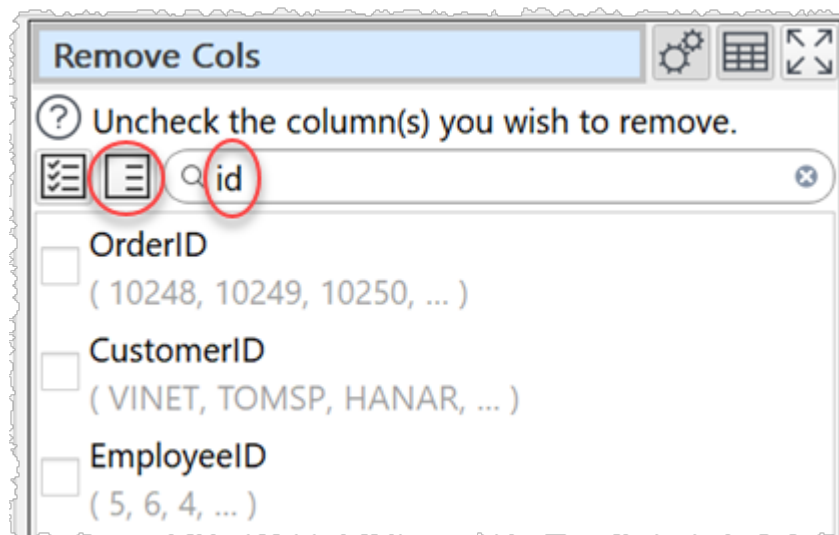 Remove Cols
Uncheck the column(s) you wish to remove.
id
OrderID
( 10248, 10249, 10250, ... )
CustomerID
( VINET, TOMSP, HANAR, ... )
EmployeeID
( 5, 6, 4, ... )